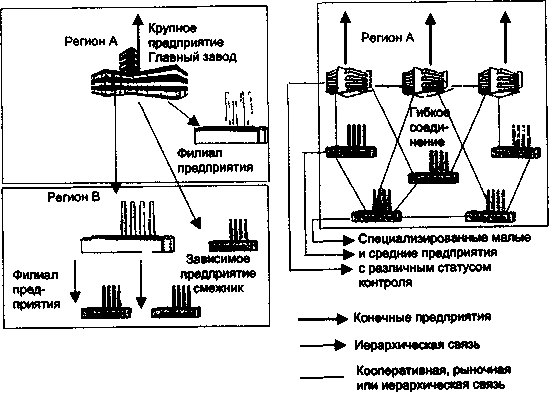 Регион А
Крупное
предприятие
Главный завод
Филиал
предприятия
Регион В
Филиал
пред-
приятия
Зависимое
предприятие
смежник
Регион А
Гибкое
соеди-
нение
Специализированные малые
и средние предприятия
с различным статусом
контроля
Конечные предприятия
Иерархическая связь
Кооперативная, рыночная
или иерархическая связь